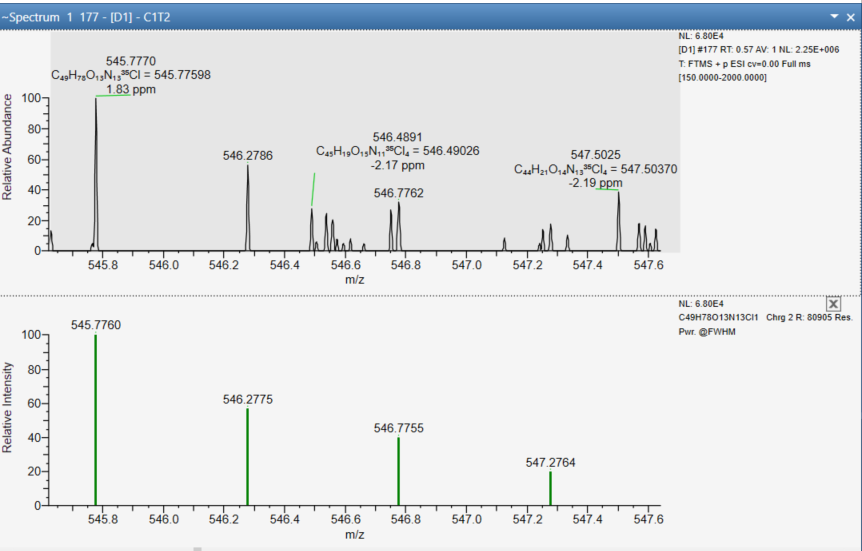 ~Spectrum 1 177 - [D1] - C1T2
NL: 6.80E4
[D1] #177 RT: 0.57 AV: 1 NL: 2.25E+006
T: FTMS + p ESI cv=0.00 Full ms
[150.0000-2000.0000]
545.7770
C₄₉H₇₈O₁₃N₁₃³⁵Cl = 545.77598
1.83 ppm
546.2786
546.4891
C₄₅H₁₉O₁₅N₁₁³⁵Cl₄ = 546.49026
-2.17 ppm
546.7762
547.5025
C₄₄H₂₁O₁₄N₁₃³⁵Cl₄ = 547.50370
-2.19 ppm
Relative Abundance
100
80
60
40
20
0
545.8 546.0 546.2 546.4 546.6 546.8 547.0 547.2 547.4 547.6
m/z
NL: 6.80E4
C49H78O13N13Cl1 Chrg 2 R: 80905 Res.
Pwr. @FWHM
545.7760
546.2775
546.7755
547.2764
Relative Intensity
100
80
60
40
20
0
545.8 546.0 546.2 546.4 546.6 546.8 547.0 547.2 547.4 547.6
m/z